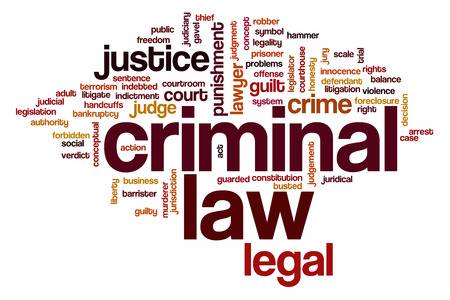 thief
robber
public
judiciary
gavel
concept
symbol
hammer
freedom
judgment
legality
justice
punishment
lawyer
prisoner
courthouse
jury
scale
trial
problems
legislator
honesty
sentence
offense
innocence
rights
terrorism
indebted
courtroom
guilt
defendant
balance
adult
litigate
indictment
court
litigation
violence
judicial
handcuffs
judge
system
crime
foreclosure
decision
legislation
bankruptcy
right
authority
criminal
forbidden
arrest
social
conceptual
action
act
case
verdict
judgement
liberty
business
jurisdiction
law
guarded
constitution
juridical
barrister
murderer
busted
guilty
legal